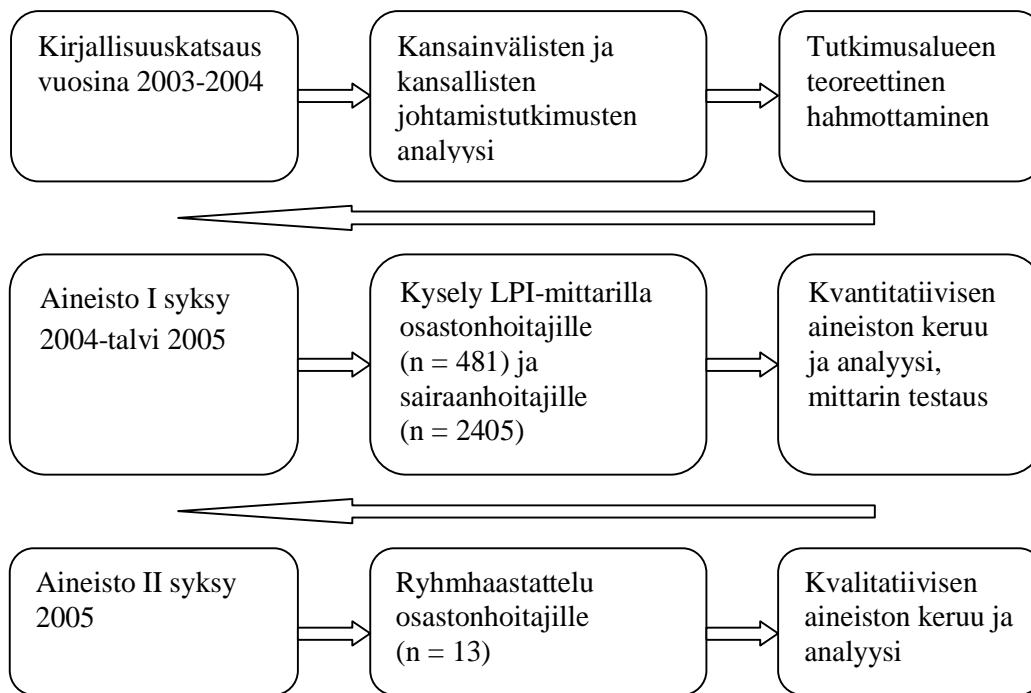 Kirjallisuuskatsaus
vuosina 2003-2004
Kansainvälisten ja
kansallisten
johtamistutkimusten
analyysi
Tutkimusalueen
teoreettinen
hahmottaminen
Aineisto I syksy
2004-talvi 2005
Kysely LPI-mittarilla
osastonhoitajille
(n = 481) ja
sairaanhoitajille
(n = 2405)
Kvantitatiivisen
aineiston keruu
ja analyysi,
mittarin testaus
Aineisto II syksy
2005
Ryhmhaastattelu
osastonhoitajille
(n = 13)
Kvalitatiivisen
aineiston keruu ja
analyysi